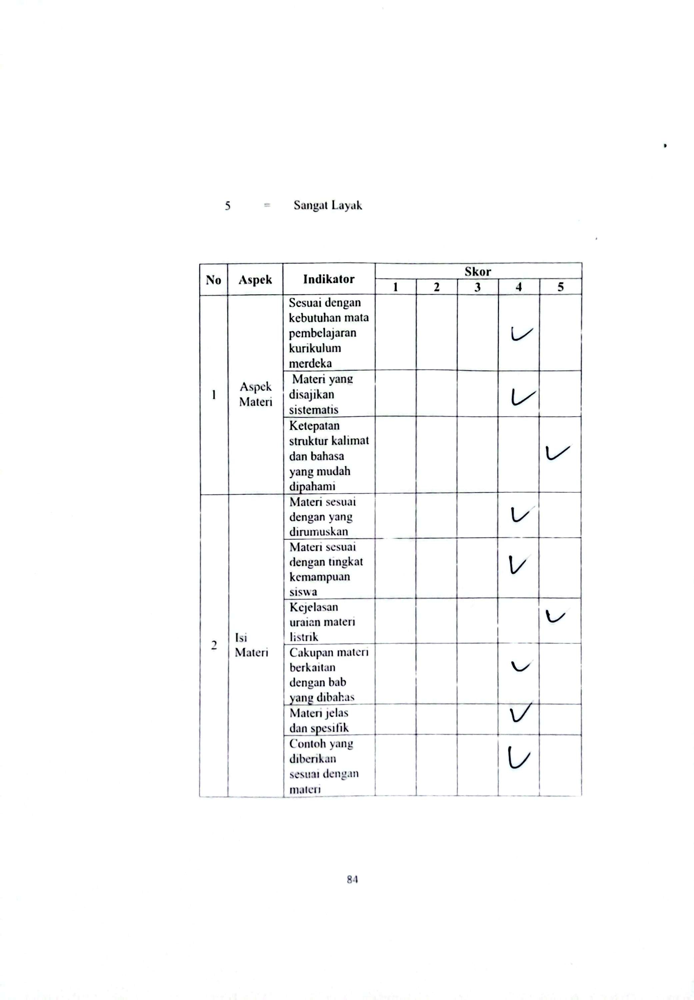 5 = Sangat Layak
No Aspek Indikator Skor
1 2 3 4 5
1 Aspek Materi
Sesuai dengan
kebutuhan mata
pembelajaran
kurikulum
merdeka ✓
Materi yang
disajikan
sistematis ✓
Ketepatan
struktur kalimat
dan bahasa
yang mudah
dipahami ✓
2 Isi Materi
Materi sesuai
dengan yang
dirumuskan ✓
Materi sesuai
dengan tingkat
kemampuan
siswa ✓
Kejelasan
uraian materi
listrik ✓
Cakupan materi
berkaitan
dengan bab
yang dibahas ✓
Materi jelas
dan spesifik ✓
Contoh yang
diberikan
sesuai dengan
materi ✓
84